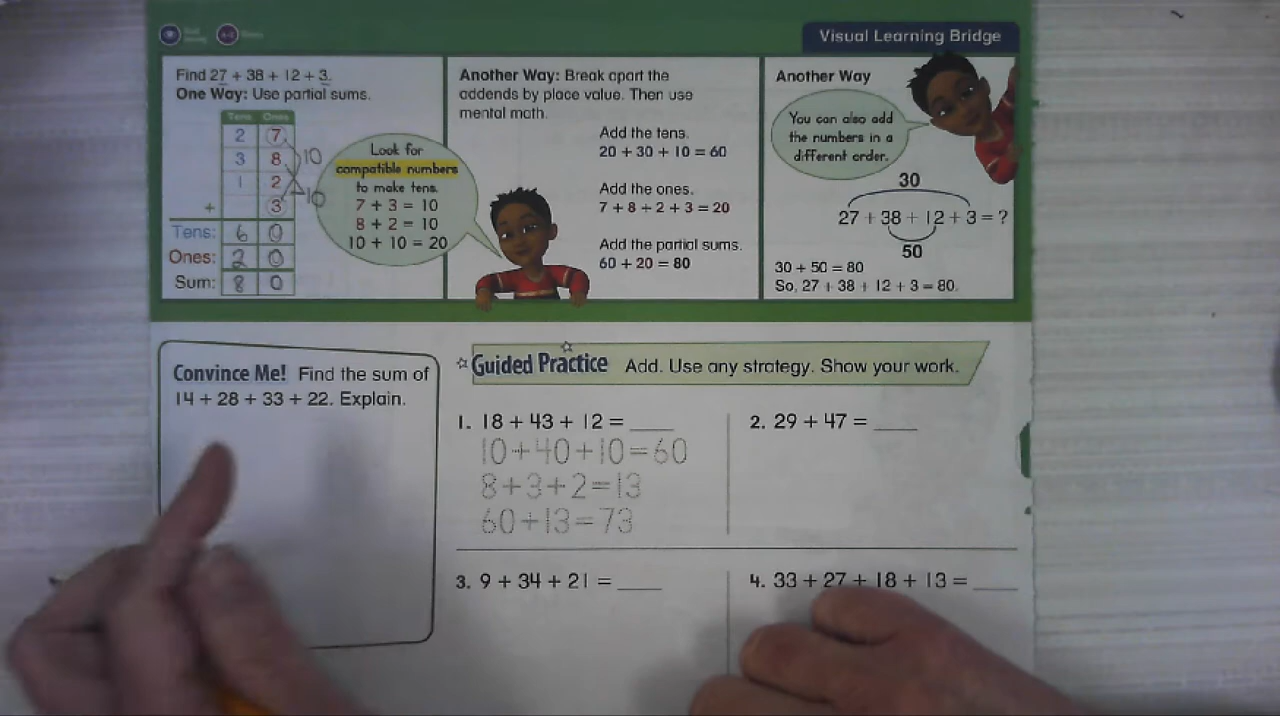 Visual Learning Bridge
Find 27 + 38 + 12 + 3.
One Way: Use partial sums.
Tens Ones
2 7
3 8 10
1 2
+ 3 10
Tens: 6 0
Ones: 2 0
Sum: 8 0
Look for
compatible numbers
to make tens.
7 + 3 = 10
8 + 2 = 10
10 + 10 = 20
Another Way: Break apart the
addends by place value. Then use
mental math.
Add the tens.
20 + 30 + 10 = 60
Add the ones.
7 + 8 + 2 + 3 = 20
Add the partial sums.
60 + 20 = 80
Another Way
You can also add
the numbers in a
different order.
30
27 + 38 + 12 + 3 = ?
50
30 + 50 = 80
So, 27 + 38 + 12 + 3 = 80.
Convince Me! Find the sum of
14 + 28 + 33 + 22. Explain.
☆Guided Practice☆ Add. Use any strategy. Show your work.
1. 18 + 43 + 12 = ____
10+40+10=60
8+3+2=13
60+13=73
2. 29 + 47 = ____
3. 9 + 34 + 21 = ____
4. 33 + 27 + 18 + 13 = ____